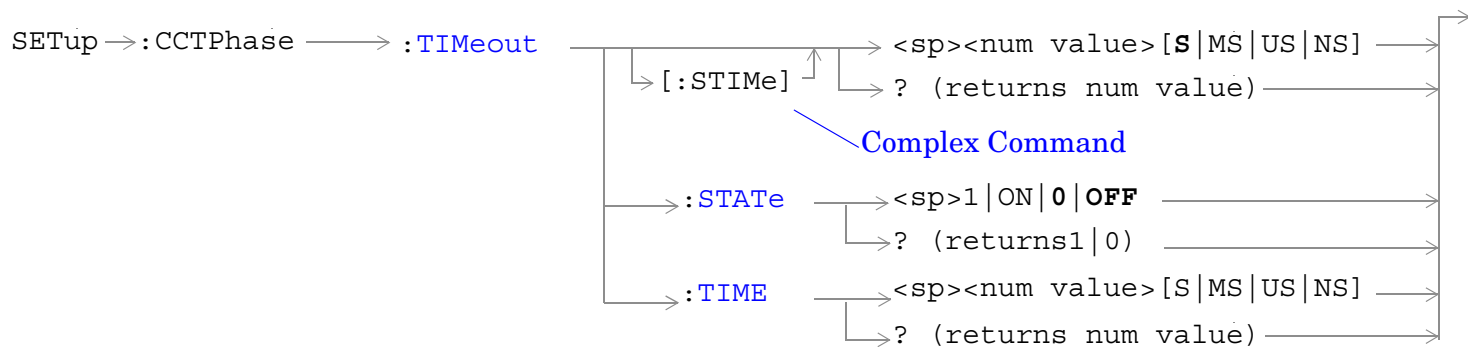 SETup :CCTPhase :TIMeout <sp><num value>[S|MS|US|NS]
[:STIMe] ? (returns num value)
Complex Command
:STATe <sp>1|ON|0|OFF
? (returns1|0)
:TIME <sp><num value>[S|MS|US|NS]
? (returns num value)